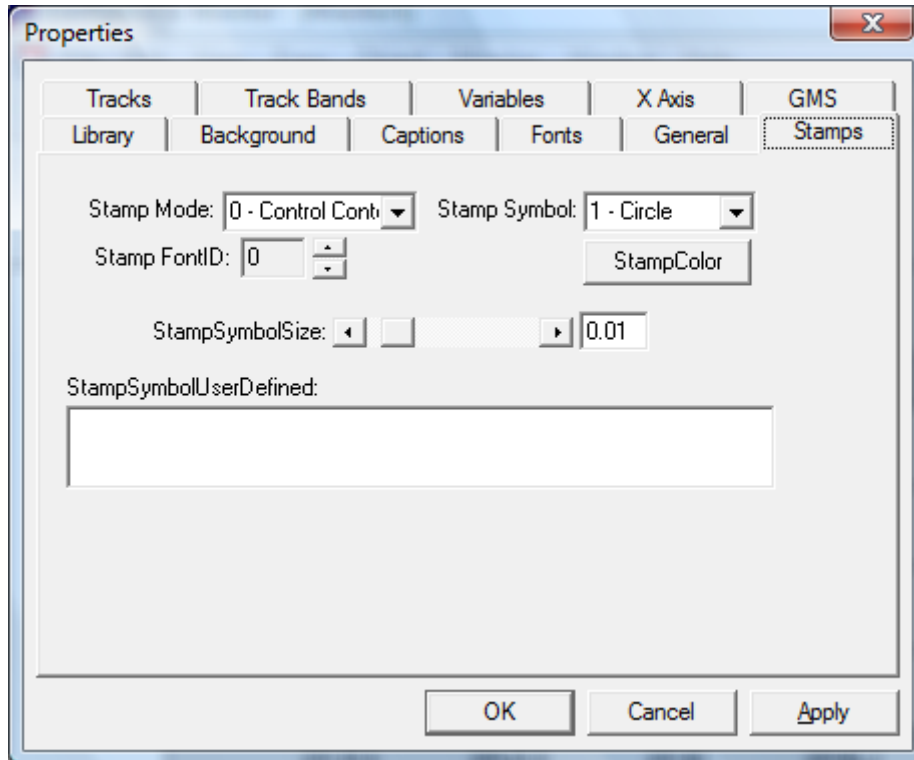 Properties
Tracks Track Bands Variables X Axis GMS
Library Background Captions Fonts General Stamps
Stamp Mode: 0 - Control Conti Stamp Symbol: 1 - Circle
Stamp FontID: 0 StampColor
StampSymbolSize: 0.01
StampSymbolUserDefined:
OK Cancel Apply